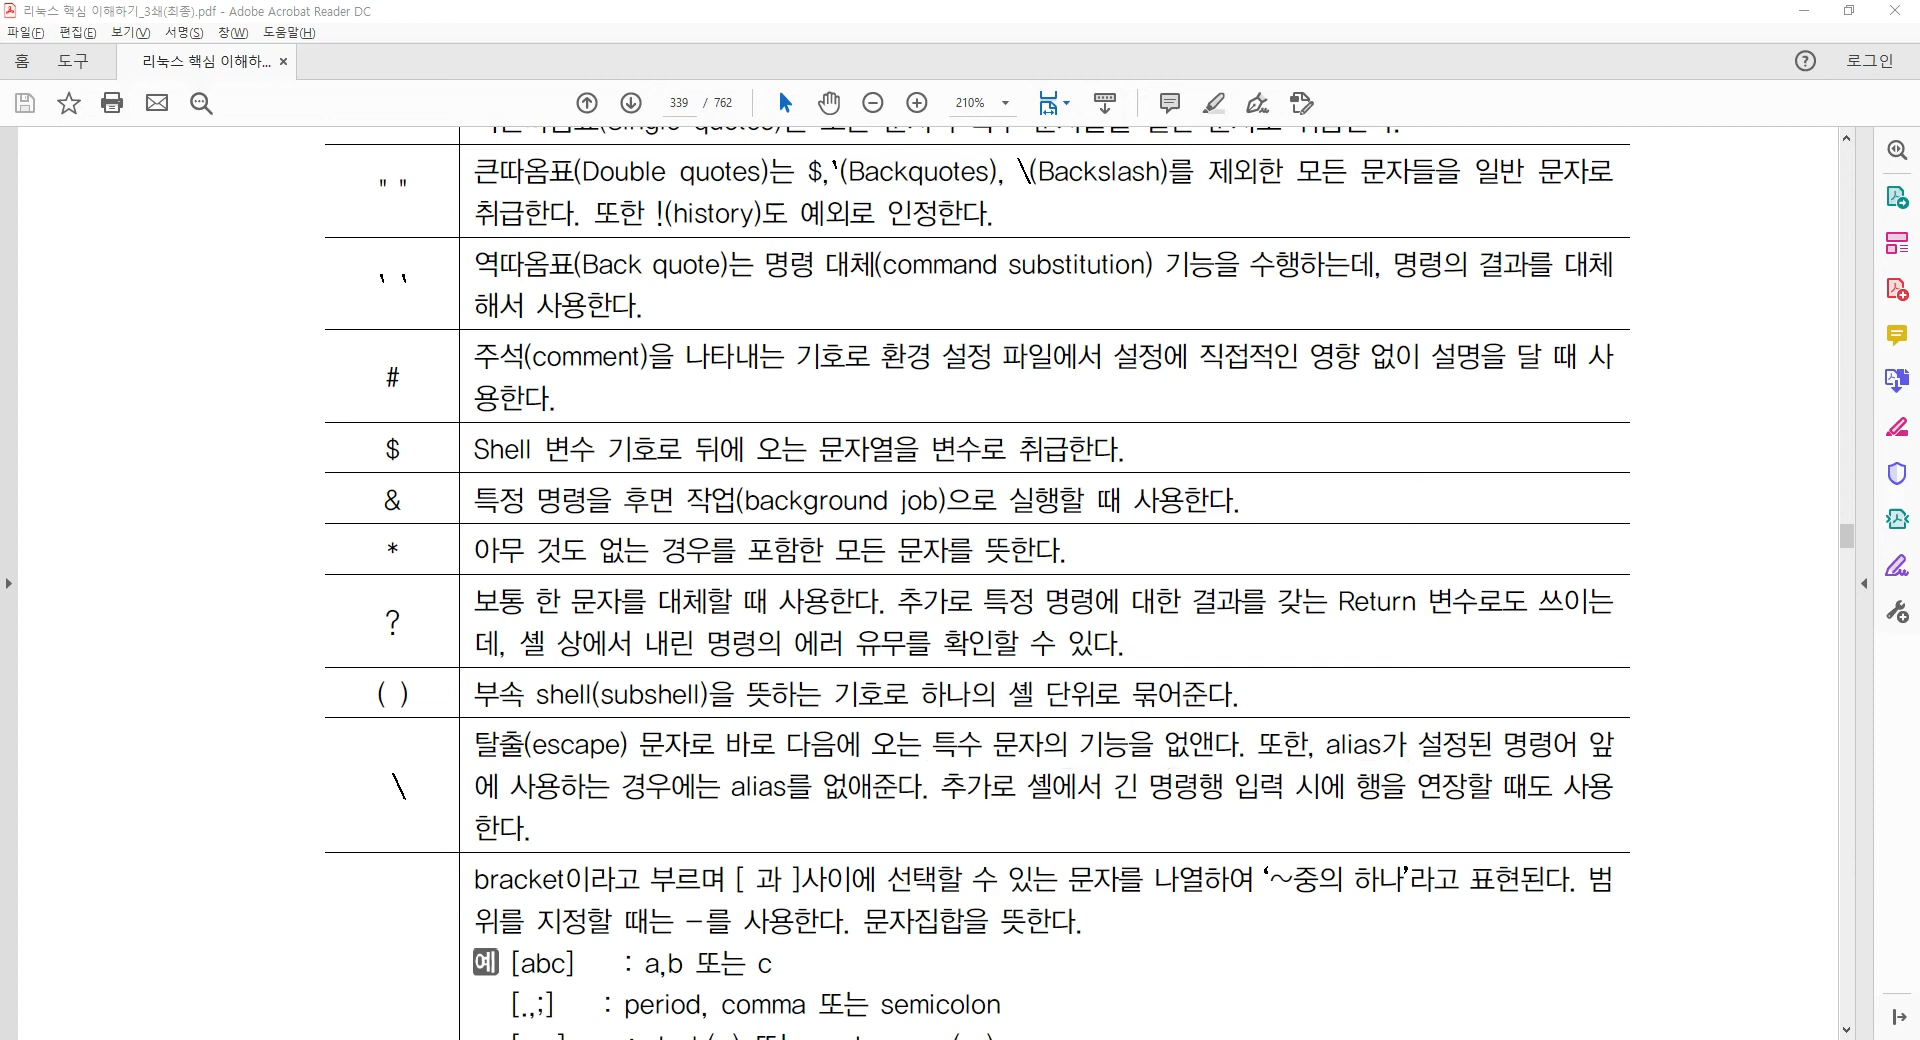 리눅스 핵심 이해하기_3쇄(최종).pdf - Adobe Acrobat Reader DC
파일(F) 편집(E) 보기(V) 서명(S) 창(W) 도움말(H)
홈 도구 리눅스 핵심 이해하... × 로그인
339 / 762 210%
" " 큰따옴표(Double quotes)는 $,`(Backquotes), \(Backslash)를 제외한 모든 문자들을 일반 문자로
취급한다. 또한 !(history)도 예외로 인정한다.
` ` 역따옴표(Back quote)는 명령 대체(command substitution) 기능을 수행하는데, 명령의 결과를 대체
해서 사용한다.
# 주석(comment)을 나타내는 기호로 환경 설정 파일에서 설정에 직접적인 영향 없이 설명을 달 때 사
용한다.
$ Shell 변수 기호로 뒤에 오는 문자열을 변수로 취급한다.
& 특정 명령을 후면 작업(background job)으로 실행할 때 사용한다.
* 아무 것도 없는 경우를 포함한 모든 문자를 뜻한다.
? 보통 한 문자를 대체할 때 사용한다. 추가로 특정 명령에 대한 결과를 갖는 Return 변수로도 쓰이는
데, 셸 상에서 내린 명령의 에러 유무를 확인할 수 있다.
( ) 부속 shell(subshell)을 뜻하는 기호로 하나의 셸 단위로 묶어준다.
\ 탈출(escape) 문자로 바로 다음에 오는 특수 문자의 기능을 없앤다. 또한, alias가 설정된 명령어 앞
에 사용하는 경우에는 alias를 없애준다. 추가로 셸에서 긴 명령행 입력 시에 행을 연장할 때도 사용
한다.
bracket이라고 부르며 [ 과 ]사이에 선택할 수 있는 문자를 나열하여 ‘~중의 하나’라고 표현된다. 범
위를 지정할 때는 -를 사용한다. 문자집합을 뜻한다.
예 [abc] : a,b 또는 c
[.,;] : period, comma 또는 semicolon